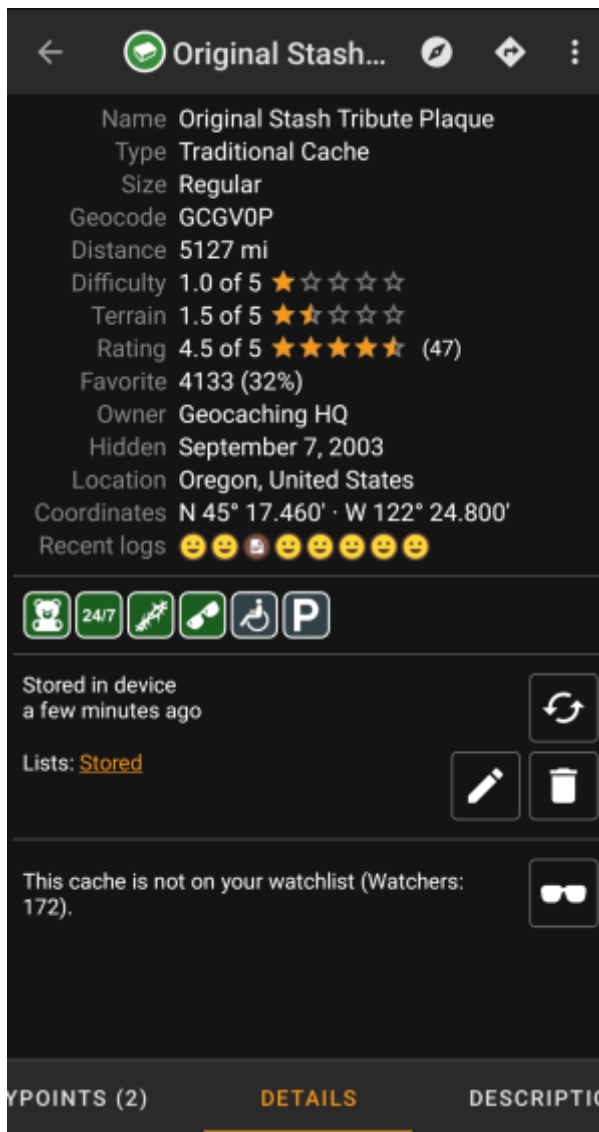 Original Stash...
Name Original Stash Tribute Plaque
Type Traditional Cache
Size Regular
Geocode GCGV0P
Distance 5127 mi
Difficulty 1.0 of 5
Terrain 1.5 of 5
Rating 4.5 of 5 (47)
Favorite 4133 (32%)
Owner Geocaching HQ
Hidden September 7, 2003
Location Oregon, United States
Coordinates N 45° 17.460' · W 122° 24.800'
Recent logs
24/7 P
Stored in device
a few minutes ago
Lists: Stored
This cache is not on your watchlist (Watchers:
172).
YPOINTS (2) DETAILS DESCRIPTIO